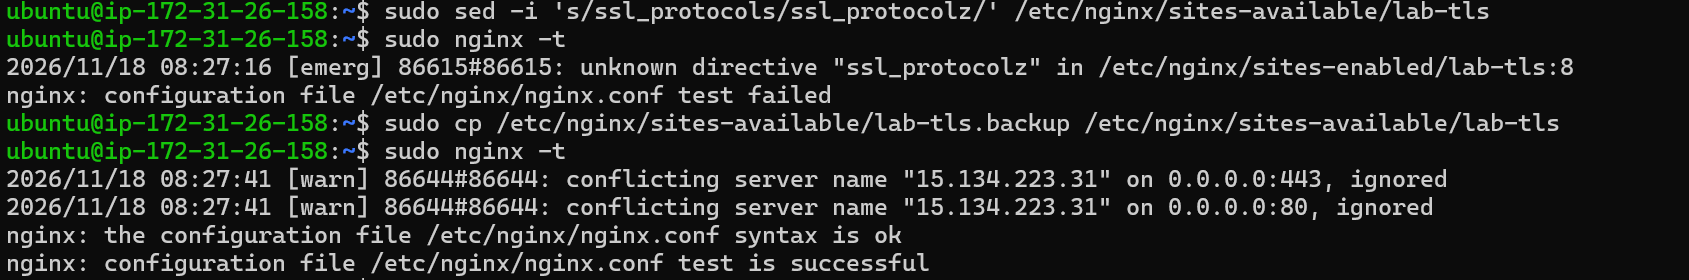 ubuntu@ip-172-31-26-158:~$ sudo sed -i 's/ssl_protocols/ssl_protocolz/' /etc/nginx/sites-available/lab-tls
ubuntu@ip-172-31-26-158:~$ sudo nginx -t
2026/11/18 08:27:16 [emerg] 86615#86615: unknown directive "ssl_protocolz" in /etc/nginx/sites-enabled/lab-tls:8
nginx: configuration file /etc/nginx/nginx.conf test failed
ubuntu@ip-172-31-26-158:~$ sudo cp /etc/nginx/sites-available/lab-tls.backup /etc/nginx/sites-available/lab-tls
ubuntu@ip-172-31-26-158:~$ sudo nginx -t
2026/11/18 08:27:41 [warn] 86644#86644: conflicting server name "15.134.223.31" on 0.0.0.0:443, ignored
2026/11/18 08:27:41 [warn] 86644#86644: conflicting server name "15.134.223.31" on 0.0.0.0:80, ignored
nginx: the configuration file /etc/nginx/nginx.conf syntax is ok
nginx: configuration file /etc/nginx/nginx.conf test is successful